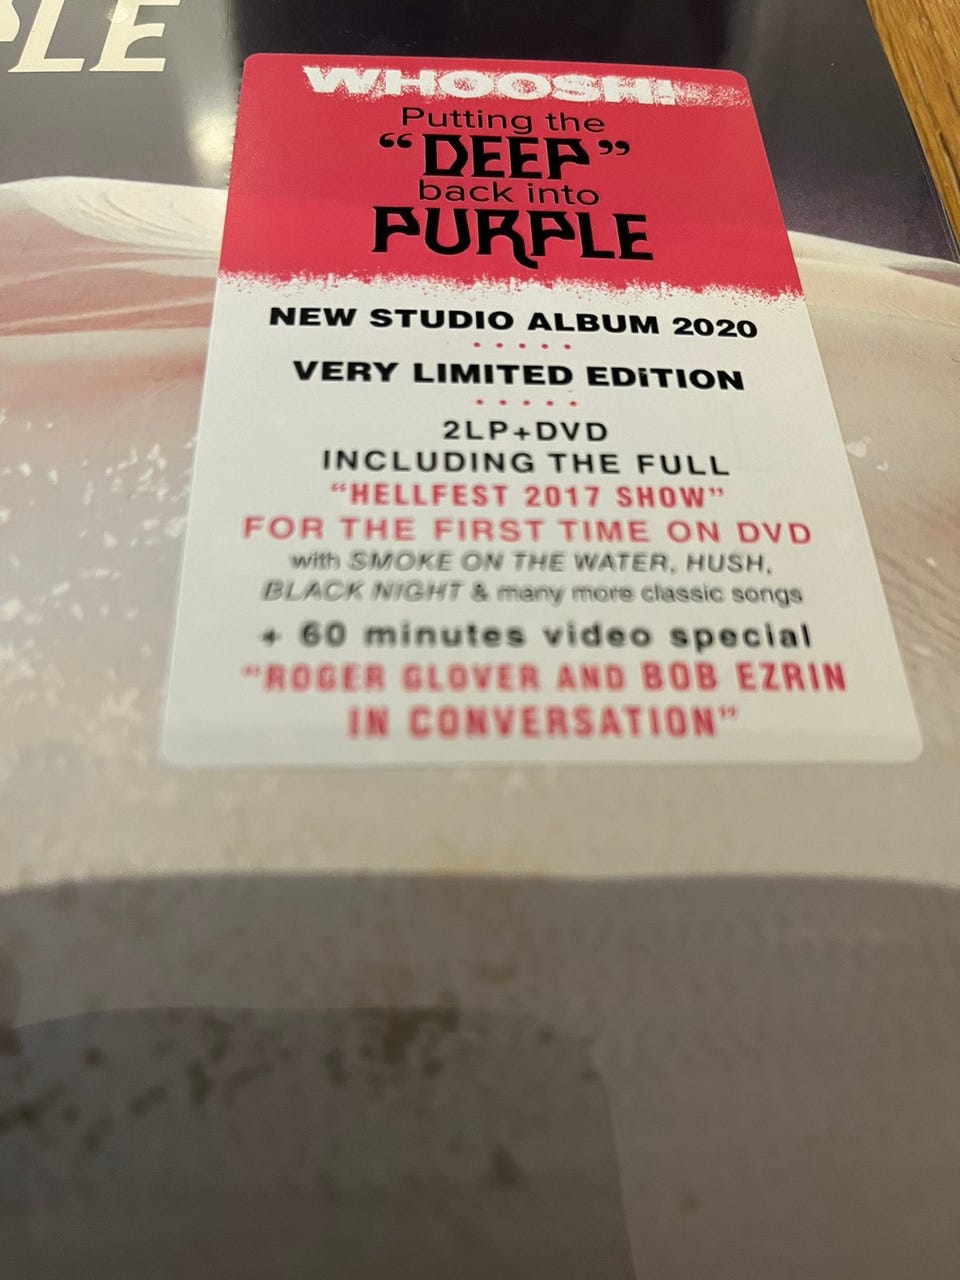 PLE
WHOOSH!
Putting the
“DEEP”
back into
PURPLE
NEW STUDIO ALBUM 2020
VERY LIMITED EDiTION
2LP+DVD
INCLUDING THE FULL
“HELLFEST 2017 SHOW”
FOR THE FIRST TIME ON DVD
with SMOKE ON THE WATER, HUSH,
BLACK NIGHT & many more classic songs
+ 60 minutes video special
“ROGER GLOVER AND BOB EZRIN
IN CONVERSATION”